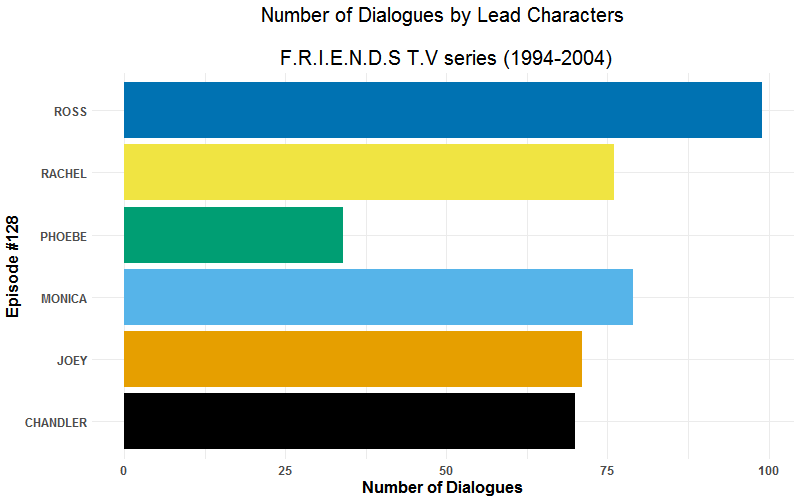 Number of Dialogues by Lead Characters
F.R.I.E.N.D.S T.V series (1994-2004)
Episode #128
ROSS
RACHEL
PHOEBE
MONICA
JOEY
CHANDLER
0 25 50 75 100
Number of Dialogues